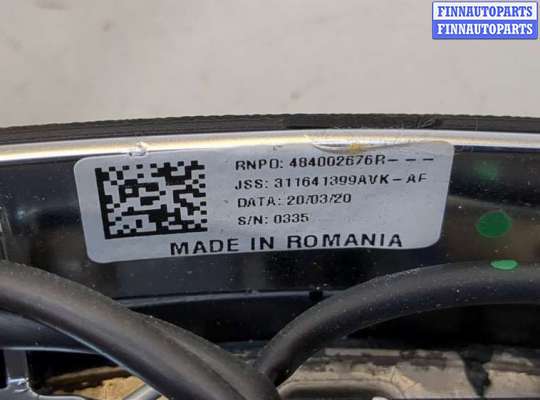 FINNAUTOPARTS
FINNAUTOPARTS
RNPO: 484002676R---
JSS: 311641399AVK-AF
DATA: 20/03/20
S/N: 0335
MADE IN ROMANIA